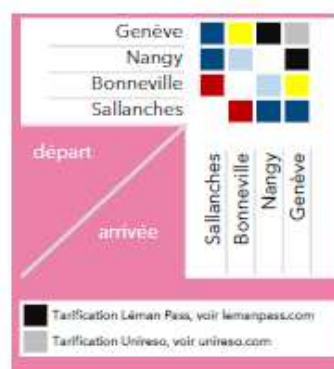 Genève
Nangy
Bonneville
Sallanches
départ
arrivée
Sallanches
Bonneville
Nangy
Genève
Tarification Léman Pass, voir lemanpass.com
Tarification Unireso, voir unireso.com